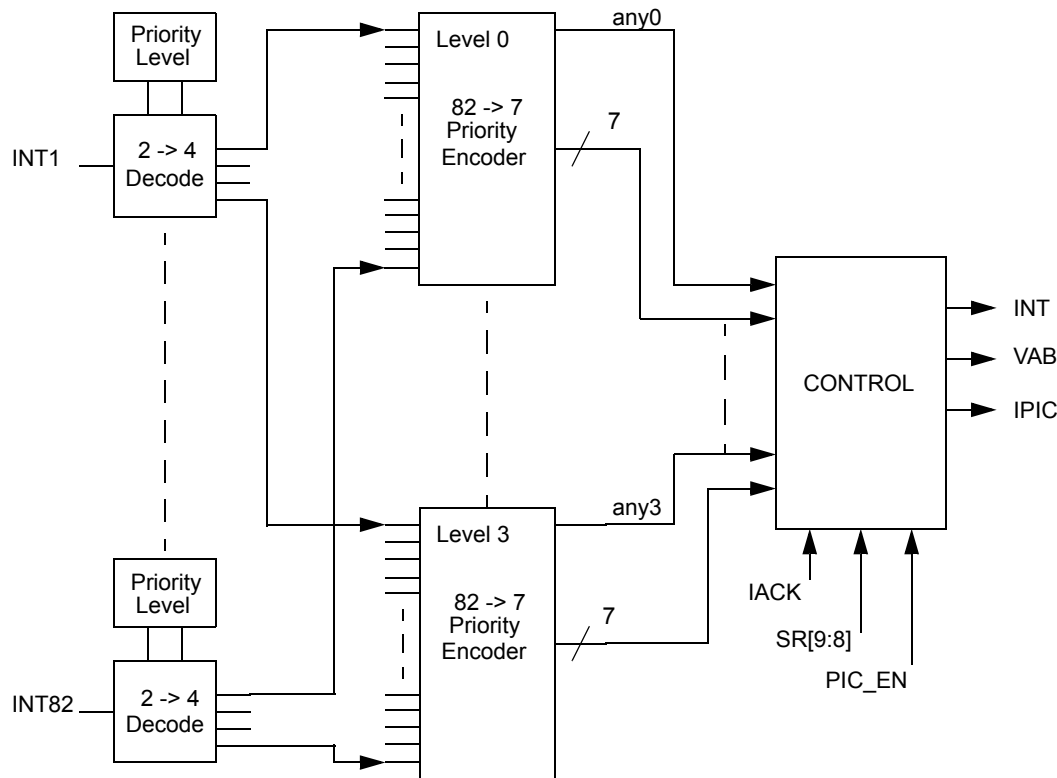 Priority
Level
INT1
2 -> 4
Decode
Level 0
82 -> 7
Priority
Encoder
any0
7
CONTROL
INT
VAB
IPIC
IACK
SR[9:8]
PIC_EN
Priority
Level
INT82
2 -> 4
Decode
Level 3
82 -> 7
Priority
Encoder
any3
7